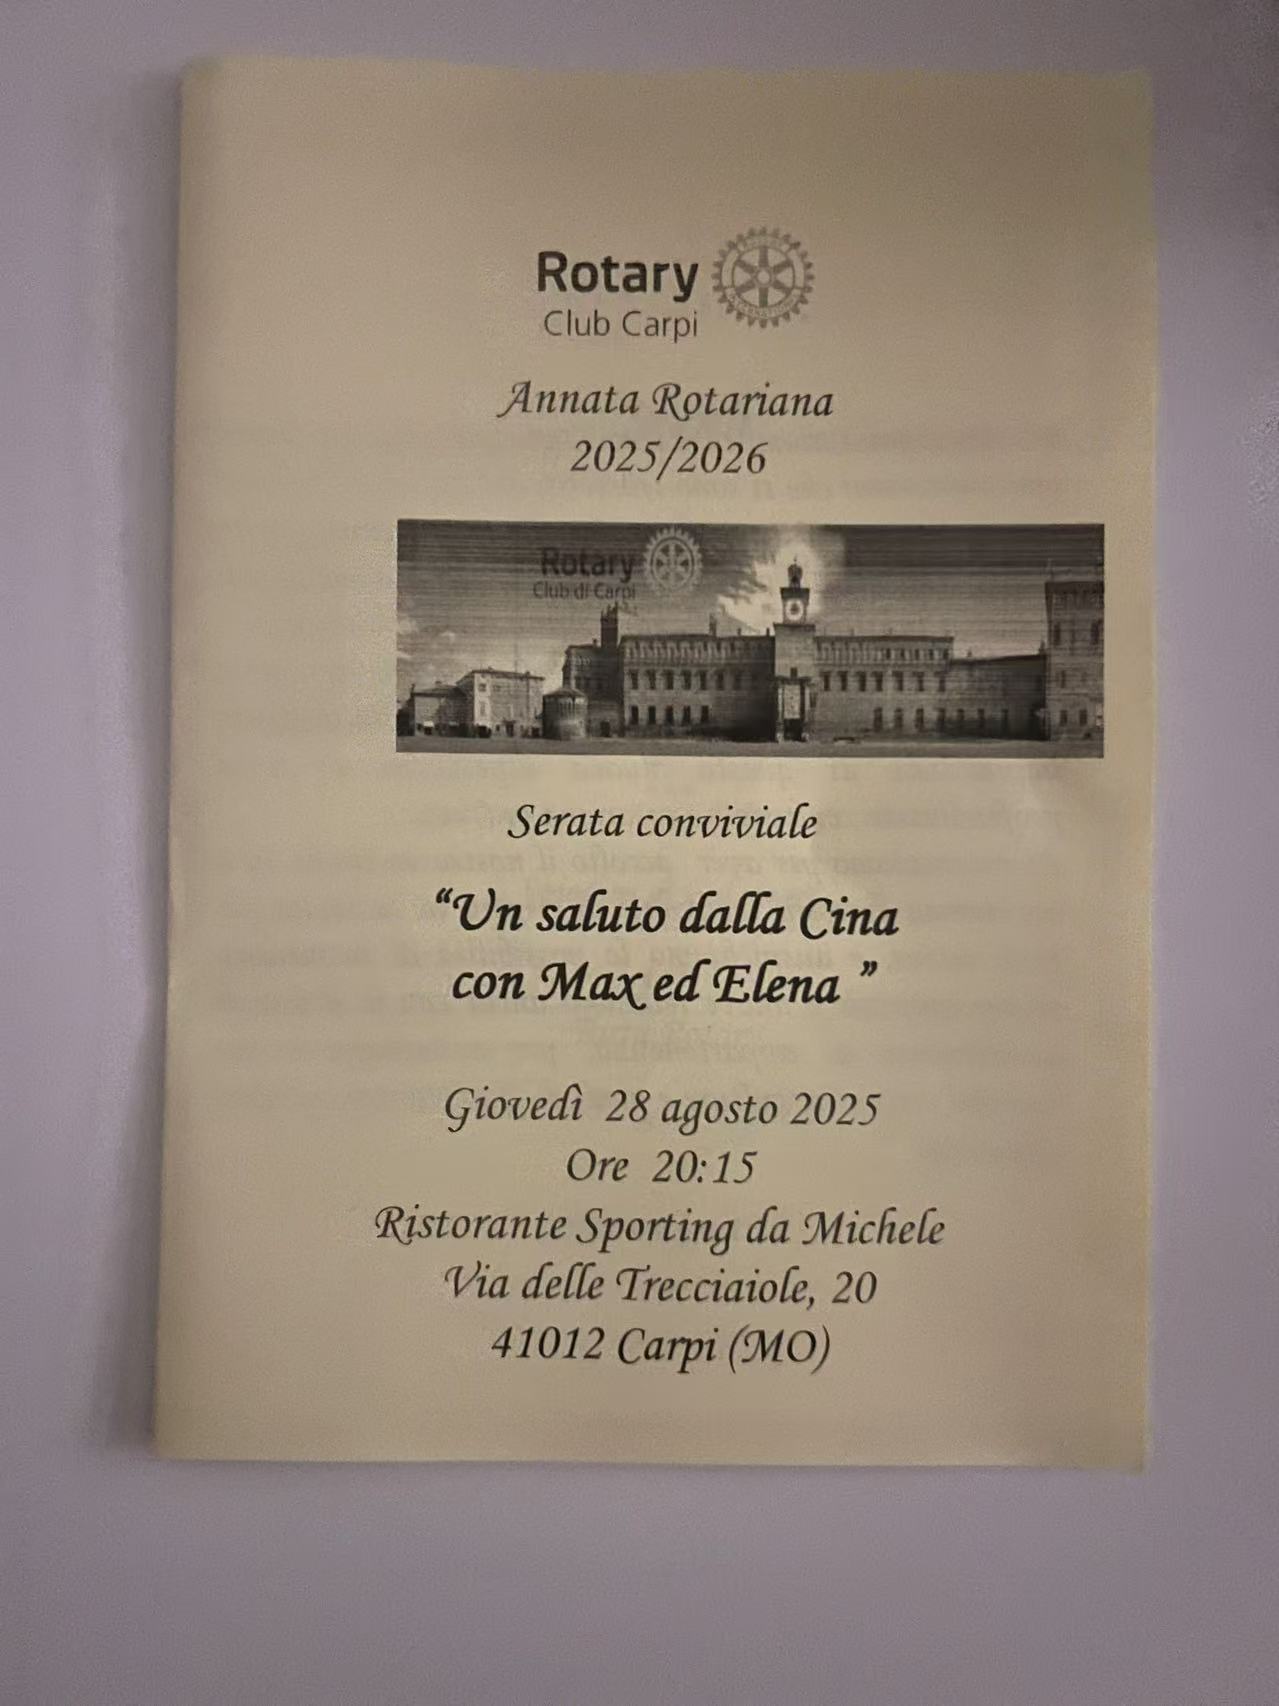 Rotary
Club Carpi
Annata Rotariana
2025/2026
Rotary
Club di Carpi
Serata conviviale
“Un saluto dalla Cina
con Max ed Elena ”
Giovedì 28 agosto 2025
Ore 20:15
Ristorante Sporting da Michele
Via delle Trecciaiole, 20
41012 Carpi (MO)